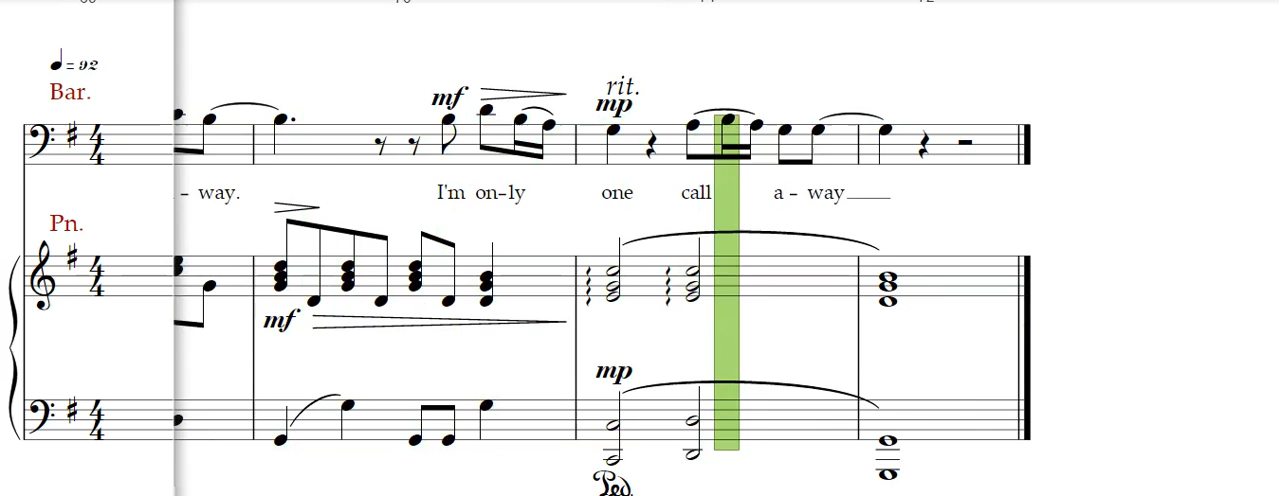 = 92
rit.
Bar.
mf
mp
- way.
I'm on-ly
one
call
a - way
Pn.
mf
mp
Ped.